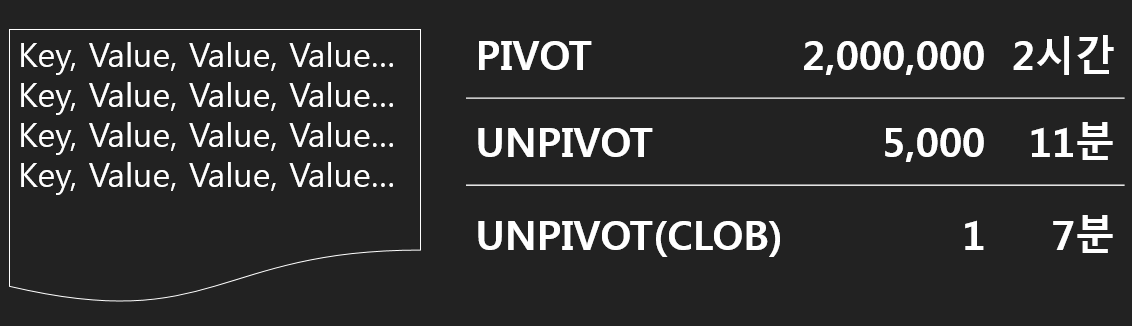 Key, Value, Value, Value...
Key, Value, Value, Value...
Key, Value, Value, Value...
Key, Value, Value, Value...
PIVOT 2,000,000 2시간
UNPIVOT 5,000 11분
UNPIVOT(CLOB) 1 7분